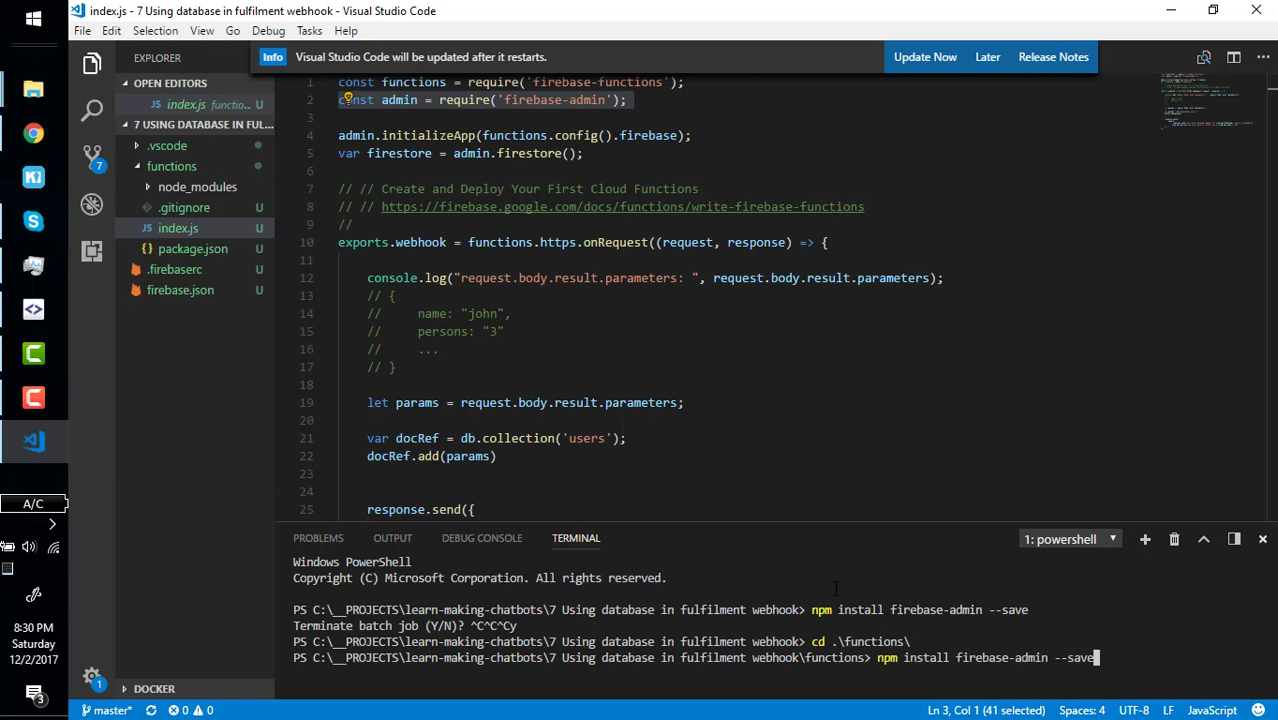 index.js - 7 Using database in fulfilment webhook - Visual Studio Code
File Edit Selection View Go Debug Tasks Help
Info Visual Studio Code will be updated after it restarts. Update Now Later Release Notes
EXPLORER
OPEN EDITORS
index.js functio... U
7 USING DATABASE IN FUL...
.vscode
functions
node_modules
.gitignore U
index.js U
package.json U
.firebaserc U
firebase.json U
DOCKER
1 const functions = require('firebase-functions');
2 const admin = require('firebase-admin');
3
4 admin.initializeApp(functions.config().firebase);
5 var firestore = admin.firestore();
6
7 // // Create and Deploy Your First Cloud Functions
8 // // https://firebase.google.com/docs/functions/write-firebase-functions
9 //
10 exports.webhook = functions.https.onRequest((request, response) => {
11
12 console.log("request.body.result.parameters: ", request.body.result.parameters);
13 // {
14 // name: "john",
15 // persons: "3"
16 // ...
17 // }
18
19 let params = request.body.result.parameters;
20
21 var docRef = db.collection('users');
22 docRef.add(params)
23
24
25 response.send({
PROBLEMS OUTPUT DEBUG CONSOLE TERMINAL 1: powershell
Windows PowerShell
Copyright (C) Microsoft Corporation. All rights reserved.
PS C:\__PROJECTS\learn-making-chatbots\7 Using database in fulfilment webhook> npm install firebase-admin --save
Terminate batch job (Y/N)? ^C^C^Cy
PS C:\__PROJECTS\learn-making-chatbots\7 Using database in fulfilment webhook> cd .\functions\
PS C:\__PROJECTS\learn-making-chatbots\7 Using database in fulfilment webhook\functions> npm install firebase-admin --save
master* 0 0 Ln 3, Col 1 (41 selected) Spaces: 4 UTF-8 LF JavaScript
7
1
A/C
8:30 PM
12/2/2017
3